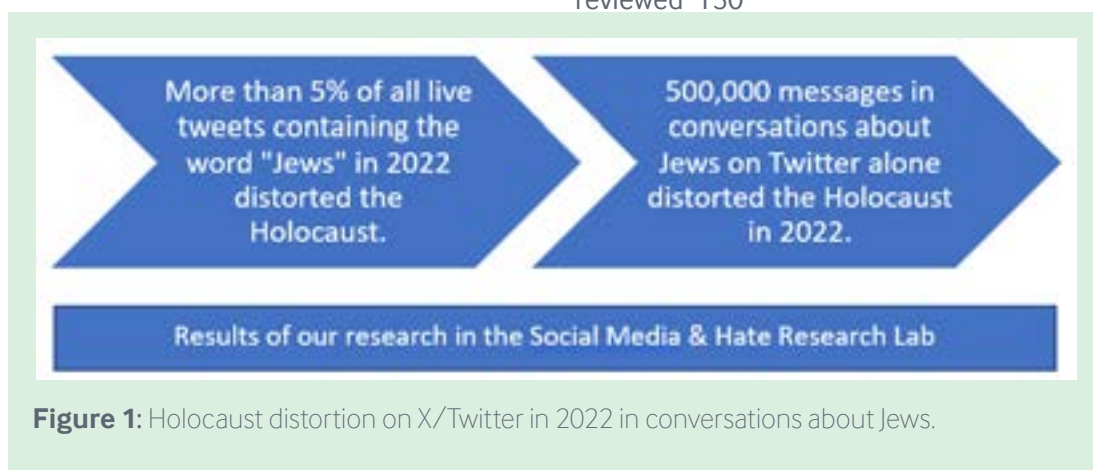 reviewed 150
More than 5% of all live
tweets containing the
word "Jews" in 2022
distorted the
Holocaust.
500,000 messages in
conversations about
Jews on Twitter alone
distorted the Holocaust
in 2022.
Results of our research in the Social Media & Hate Research Lab
Figure 1: Holocaust distortion on X/Twitter in 2022 in conversations about Jews.